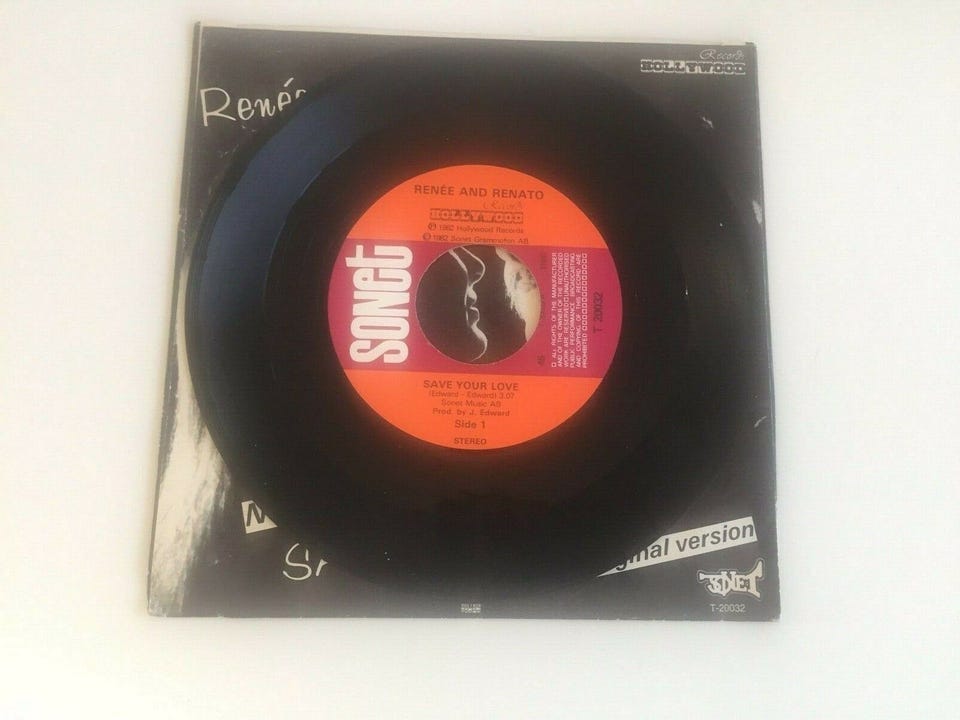 Records
HOLLYWOOD
Renée
RENÉE AND RENATO
Records
HOLLYWOOD
℗ 1982 Hollywood Records
© 1982 Sonet Grammofon AB
SONET
45
ALL RIGHTS OF THE MANUFACTURER
AND OF THE OWNER OF THE RECORDED
WORK ARE RESERVED UNAUTHORISED
PUBLIC PERFORMANCE BROADCASTING
AND COPYING OF THIS RECORD ARE
PROHIBITED
T 20032
SAVE YOUR LOVE
(Edward - Edward) 3.07
Sonet Music AB
Prod. by J. Edward
Side 1
STEREO
N
ginal version
S
SONET
T-20032